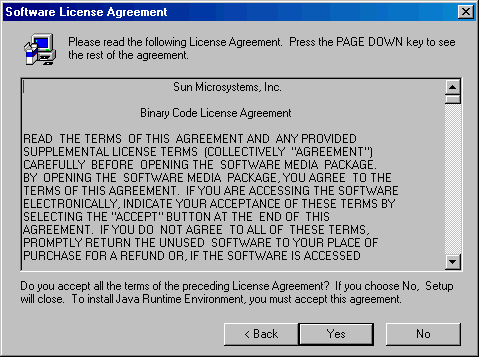 Software License Agreement
Please read the following License Agreement. Press the PAGE DOWN key to see
the rest of the agreement.
Sun Microsystems, Inc.
Binary Code License Agreement
READ THE TERMS OF THIS AGREEMENT AND ANY PROVIDED
SUPPLEMENTAL LICENSE TERMS (COLLECTIVELY "AGREEMENT")
CAREFULLY BEFORE OPENING THE SOFTWARE MEDIA PACKAGE.
BY OPENING THE SOFTWARE MEDIA PACKAGE, YOU AGREE TO THE
TERMS OF THIS AGREEMENT. IF YOU ARE ACCESSING THE SOFTWARE
ELECTRONICALLY, INDICATE YOUR ACCEPTANCE OF THESE TERMS BY
SELECTING THE "ACCEPT" BUTTON AT THE END OF THIS
AGREEMENT. IF YOU DO NOT AGREE TO ALL OF THESE TERMS,
PROMPTLY RETURN THE UNUSED SOFTWARE TO YOUR PLACE OF
PURCHASE FOR A REFUND OR, IF THE SOFTWARE IS ACCESSED
Do you accept all the terms of the preceding License Agreement? If you choose No, Setup
will close. To install Java Runtime Environment, you must accept this agreement.
< Back Yes No